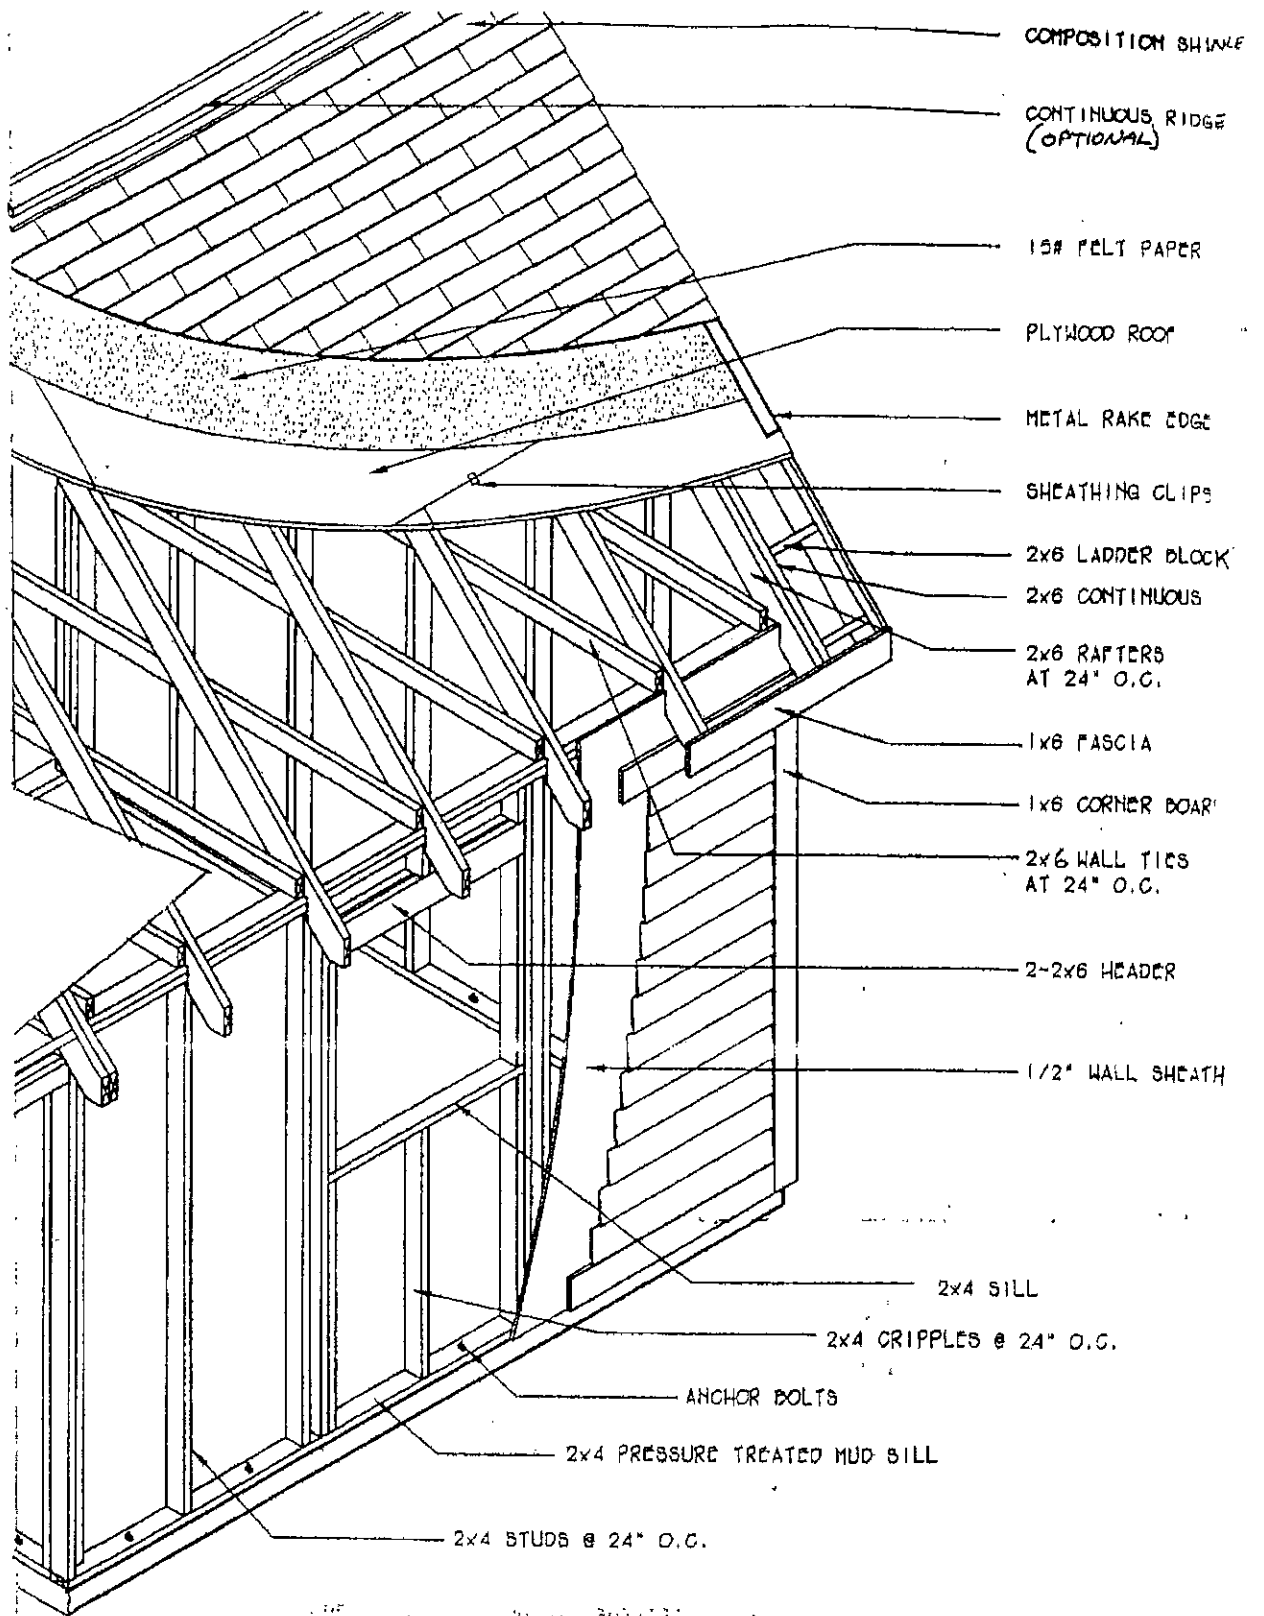 COMPOSITION SHINLE
CONTINUOUS RIDGE
(OPTIONAL)
15# FELT PAPER
PLYWOOD ROOF
METAL RAKE EDGE
SHEATHING CLIPS
2x6 LADDER BLOCK
2x6 CONTINUOUS
2x6 RAFTERS
AT 24" O.C.
1x6 FASCIA
1x6 CORNER BOAR
2x6 WALL TIES
AT 24" O.C.
2-2x6 HEADER
1/2" WALL SHEATH
2x4 SILL
2x4 CRIPPLES @ 24" O.C.
ANCHOR BOLTS
2x4 PRESSURE TREATED MUD SILL
2x4 STUDS @ 24" O.C.